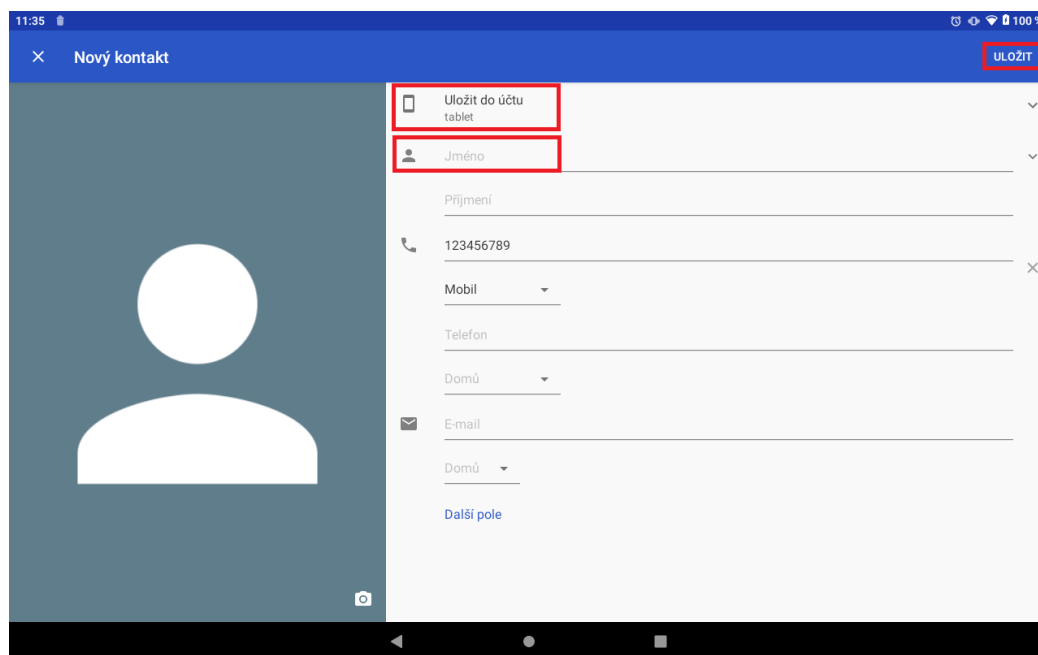 11:35
100 %
Nový kontakt
ULOŽIT
Uložit do účtu
tablet
Jméno
Příjmení
123456789
Mobil
Telefon
Domů
E-mail
Domů
Další pole